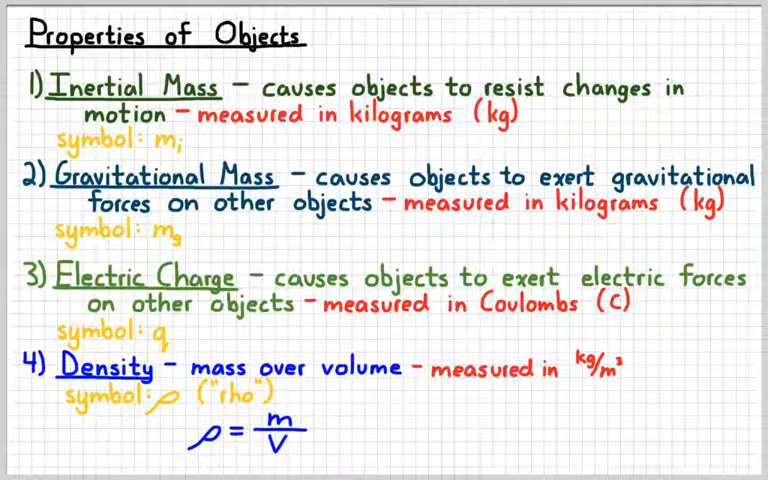 Properties of Objects
1) Inertial Mass – causes objects to resist changes in
motion – measured in kilograms (kg)
symbol: mᵢ
2) Gravitational Mass – causes objects to exert gravitational
forces on other objects – measured in kilograms (kg)
symbol: m_g
3) Electric Charge – causes objects to exert electric forces
on other objects – measured in Coulombs (C)
symbol: q
4) Density – mass over volume – measured in kg/m³
symbol: ρ ("rho")
ρ = m/V